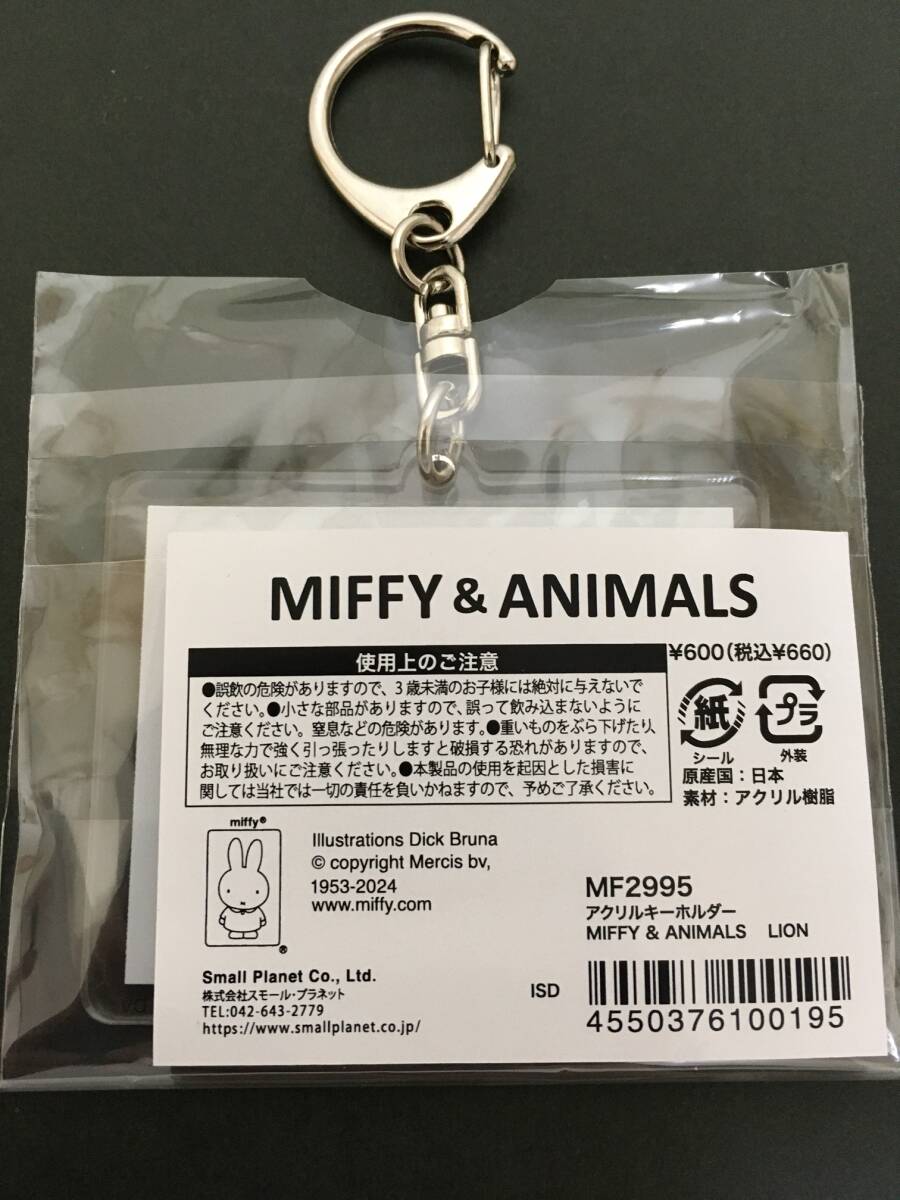 MIFFY & ANIMALS
使用上のご注意
●誤飲の危険がありますので、3歳未満のお子様には絶対に与えないで
ください。●小さな部品がありますので、誤って飲み込まないように
ご注意ください。窒息などの危険があります。●重いものをぶら下げたり、
無理な力で強く引っ張ったりしますと破損する恐れがありますので、
お取り扱いにご注意ください。●本製品の使用を起因とした損害に
関しては当社では一切の責任を負いかねますので、予めご了承ください。
¥600(税込¥660)
紙
プラ
シール
外装
原産国:日本
素材:アクリル樹脂
miffy®
®
Illustrations Dick Bruna
© copyright Mercis bv,
1953-2024
www.miffy.com
MF2995
アクリルキーホルダー
MIFFY & ANIMALS LION
Small Planet Co., Ltd.
株式会社スモール・プラネット
TEL:042-643-2779
https://www.smallplanet.co.jp/
ISD
4550376100195